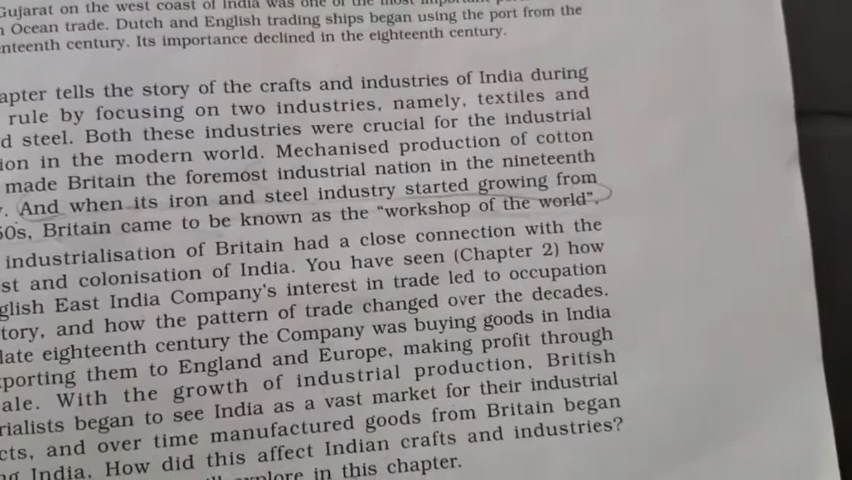 Gujarat on the west coast of India was one of the most important
Ocean trade. Dutch and English trading ships began using the port from the
nteenth century. Its importance declined in the eighteenth century.
apter tells the story of the crafts and industries of India during
rule by focusing on two industries, namely, textiles and
d steel. Both these industries were crucial for the industrial
ion in the modern world. Mechanised production of cotton
made Britain the foremost industrial nation in the nineteenth
. And when its iron and steel industry started growing from
50s, Britain came to be known as the "workshop of the world".
industrialisation of Britain had a close connection with the
st and colonisation of India. You have seen (Chapter 2) how
glish East India Company's interest in trade led to occupation
tory, and how the pattern of trade changed over the decades.
late eighteenth century the Company was buying goods in India
porting them to England and Europe, making profit through
ale. With the growth of industrial production, British
rialists began to see India as a vast market for their industrial
cts, and over time manufactured goods from Britain began
ng India. How did this affect Indian crafts and industries?
explore in this chapter.